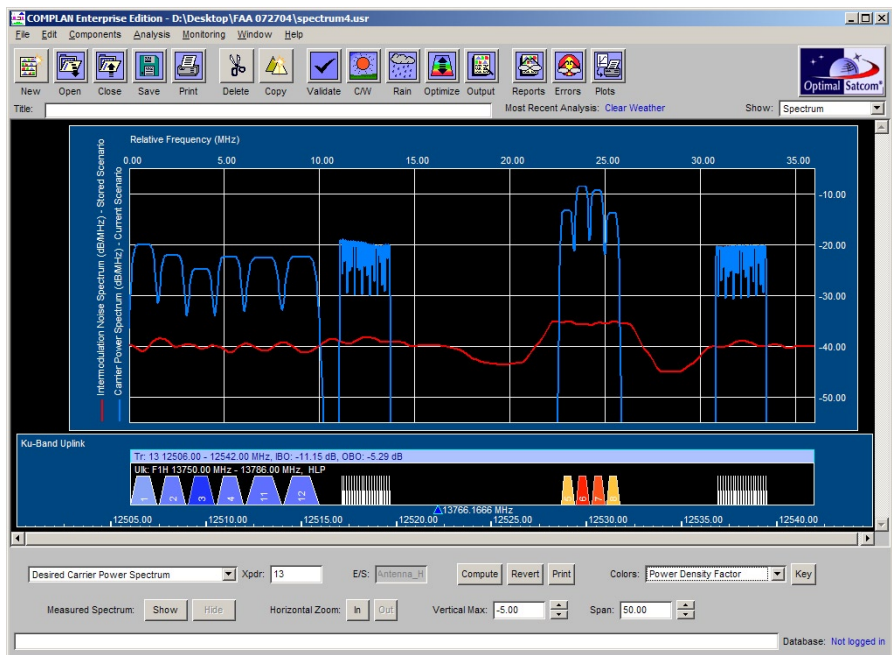 COMPLAN Enterprise Edition - D:\Desktop\FAA 072704\spectrum4.usr
File Edit Components Analysis Monitoring Window Help
New Open Close Save Print Delete Copy Validate C/W Rain Optimize Output Reports Errors Plots
Optimal Satcom
Title: Most Recent Analysis: Clear Weather Show: Spectrum
Relative Frequency (MHz)
0.00 5.00 10.00 15.00 20.00 25.00 30.00 35.00
Intermodulation Noise Spectrum (dB/MHz) - Stored Scenario
Carrier Power Spectrum (dB/MHz) - Current Scenario
-10.00
-20.00
-30.00
-40.00
-50.00
Ku-Band Uplink
Tr: 13 12506.00 - 12542.00 MHz, IBO: -11.15 dB, OBO: -5.29 dB
Ulk: F1H 13750.00 MHz - 13786.00 MHz, HLP
1 2 3 4 11 12 5 6 7 8
13766.1666 MHz
12505.00 12510.00 12515.00 12520.00 12525.00 12530.00 12535.00 12540.00
Desired Carrier Power Spectrum Xpdr: 13 E/S: Antenna_H Compute Revert Print Colors: Power Density Factor Key
Measured Spectrum: Show Hide Horizontal Zoom: In Out Vertical Max: -5.00 Span: 50.00
Database: Not logged in